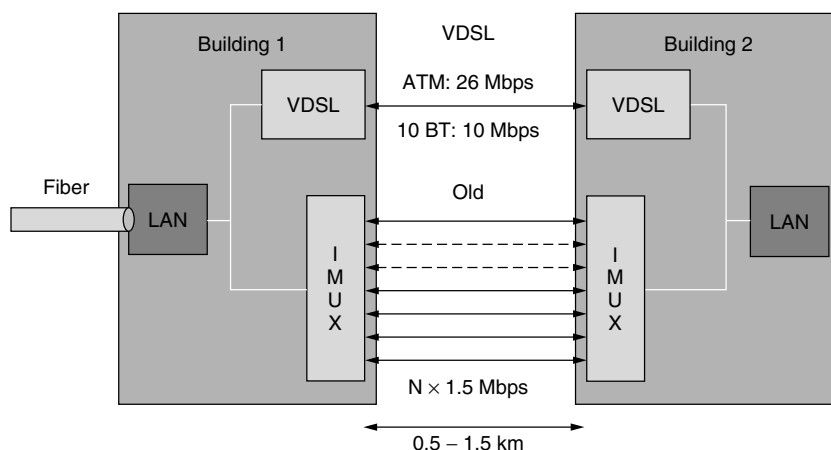 Building 1
VDSL
Building 2
VDSL
ATM: 26 Mbps
10 BT: 10 Mbps
VDSL
Fiber
LAN
Old
LAN
I
M
U
X
I
M
U
X
N × 1.5 Mbps
0.5 – 1.5 km